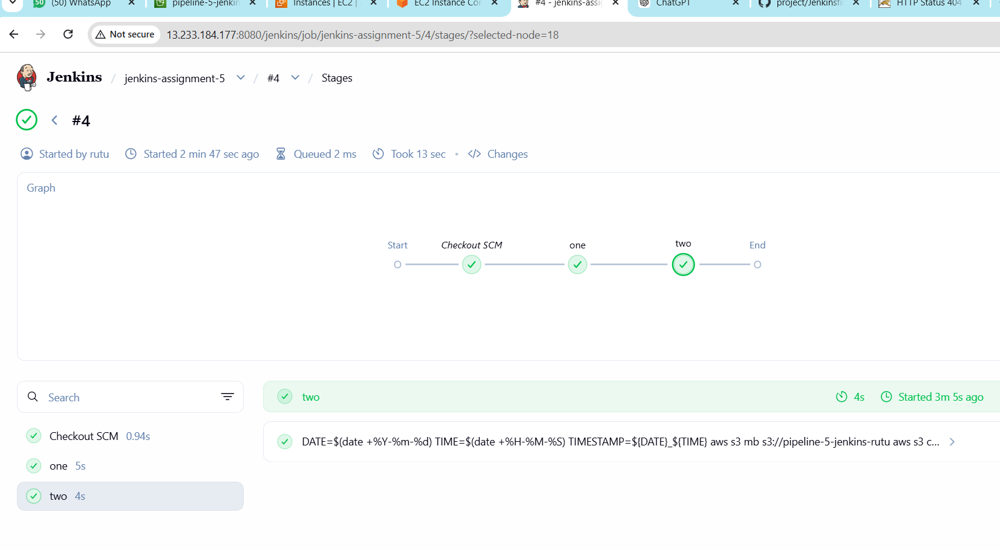 50 (50) WhatsApp
pipeline-5-jenkin
Instances | EC2 |
EC2 Instance Con
#4 - jenkins-assig
ChatGPT
project/Jenkinsfil
HTTP Status 404
Not secure 13.233.184.177:8080/jenkins/job/jenkins-assignment-5/4/stages/?selected-node=18
Jenkins / jenkins-assignment-5 / #4 / Stages
#4
Started by rutu Started 2 min 47 sec ago Queued 2 ms Took 13 sec • </> Changes
Graph
Start Checkout SCM one two End
Search
Checkout SCM 0.94s
one 5s
two 4s
two 4s Started 3m 5s ago
DATE=$(date +%Y-%m-%d) TIME=$(date +%H-%M-%S) TIMESTAMP=${DATE}_${TIME} aws s3 mb s3://pipeline-5-jenkins-rutu aws s3 c...